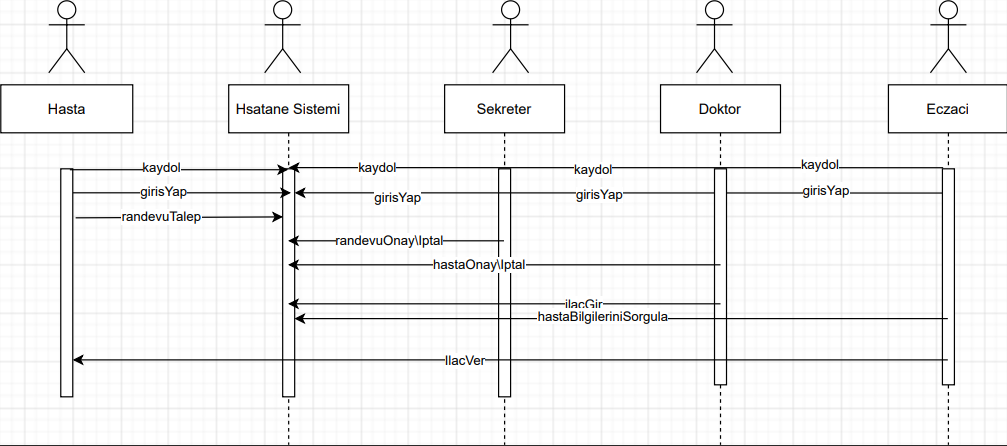 Hasta
Hsatane Sistemi
Sekreter
Doktor
Eczaci
kaydol
kaydol
kaydol
kaydol
girisYap
girisYap
girisYap
girisYap
randevuTalep
randevuOnay\Iptal
hastaOnay\Iptal
ilacGir
hastaBilgileriniSorgula
IlacVer